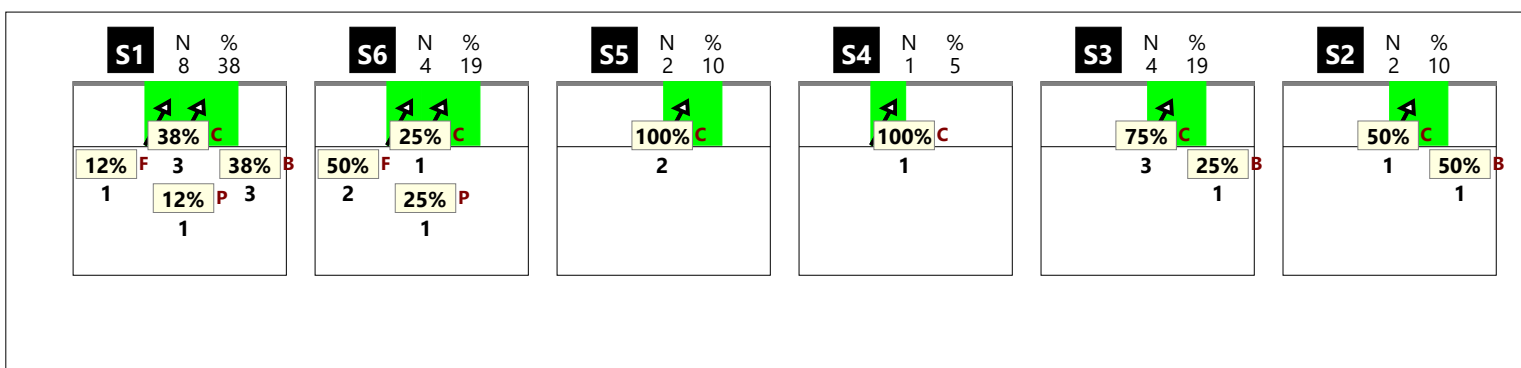 S1 N % 8 38
38% C
12% F 3 38% B
1 12% P 3
1
S6 N % 4 19
25% C
50% F 1
2 25% P
1
S5 N % 2 10
100% C
2
S4 N % 1 5
100% C
1
S3 N % 4 19
75% C
3 25% B
1
S2 N % 2 10
50% C
1 50% B
1